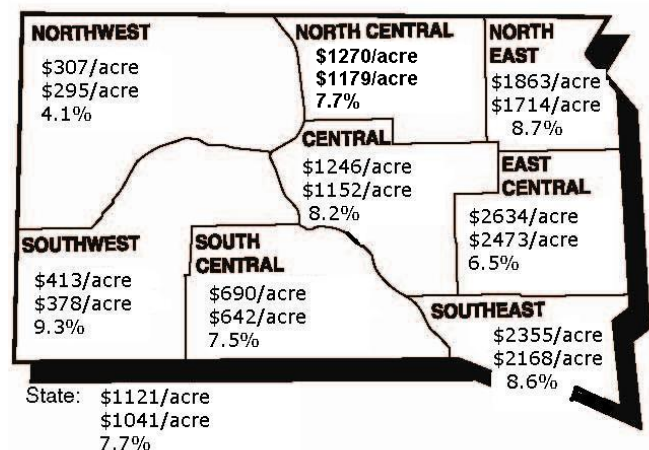 NORTHWEST
$307/acre
$295/acre
4.1%
NORTH CENTRAL
$1270/acre
$1179/acre
7.7%
NORTH
EAST
$1863/acre
$1714/acre
8.7%
CENTRAL
$1246/acre
$1152/acre
8.2%
EAST
CENTRAL
$2634/acre
$2473/acre
6.5%
SOUTHWEST
$413/acre
$378/acre
9.3%
SOUTH
CENTRAL
$690/acre
$642/acre
7.5%
SOUTHEAST
$2355/acre
$2168/acre
8.6%
State: $1121/acre
$1041/acre
7.7%